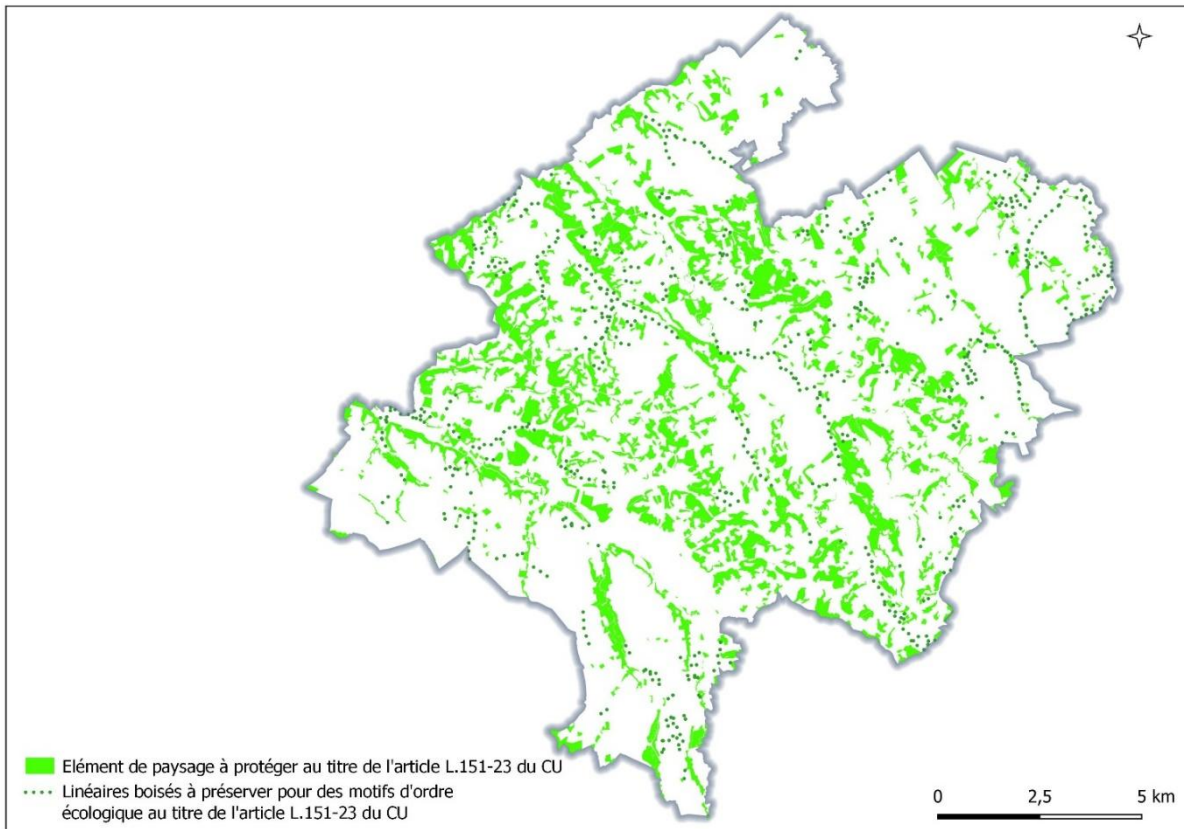 Elément de paysage à protéger au titre de l'article L.151-23 du CU
Linéaires boisés à préserver pour des motifs d'ordre
écologique au titre de l'article L.151-23 du CU
0 2,5 5 km